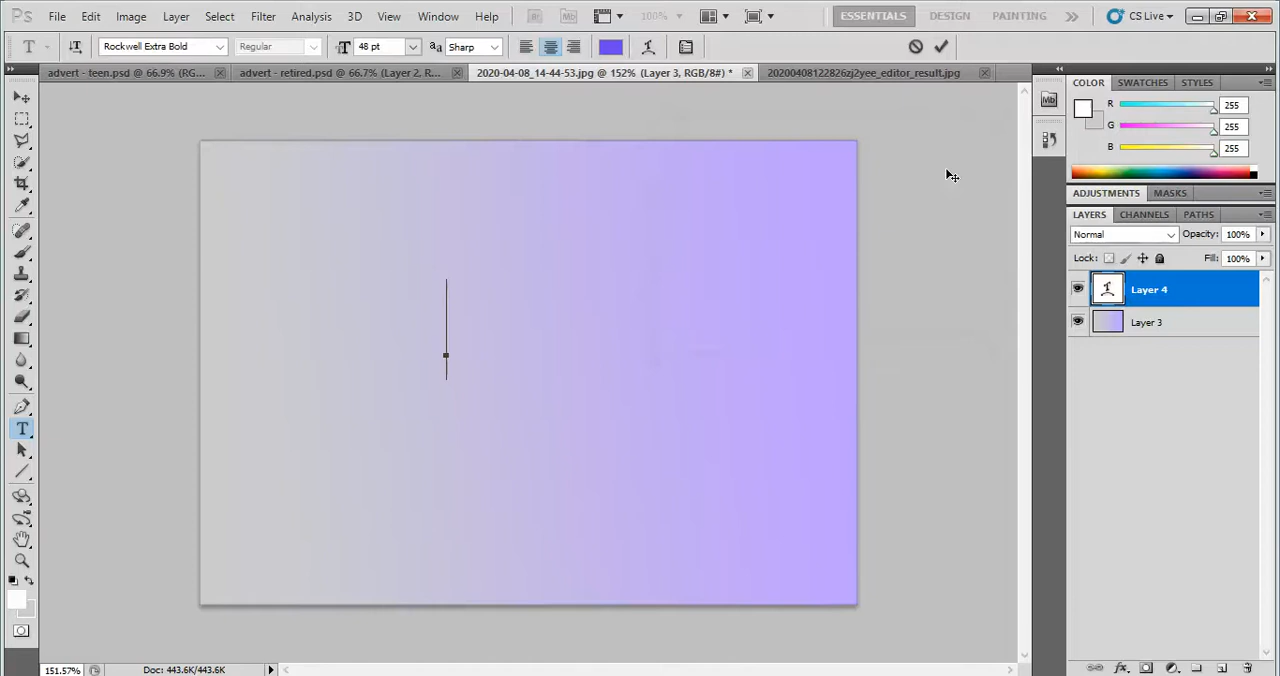 Ps File Edit Image Layer Select Filter Analysis 3D View Window Help Br Mb 100% ESSENTIALS DESIGN PAINTING CS Live
T Rockwell Extra Bold Regular 48 pt Sharp
advert - teen.psd @ 66.9% (RG... advert - retired.psd @ 66.7% (Layer 2, R... 2020-04-08_14-44-53.jpg @ 152% (Layer 3, RGB/8#) * 20200408122826zj2yee_editor_result.jpg
COLOR SWATCHES STYLES
Mb
R 255
G 255
B 255
ADJUSTMENTS MASKS
LAYERS CHANNELS PATHS
Normal Opacity: 100%
Lock: Fill: 100%
Layer 4
Layer 3
151.57% Doc: 443.6K/443.6K